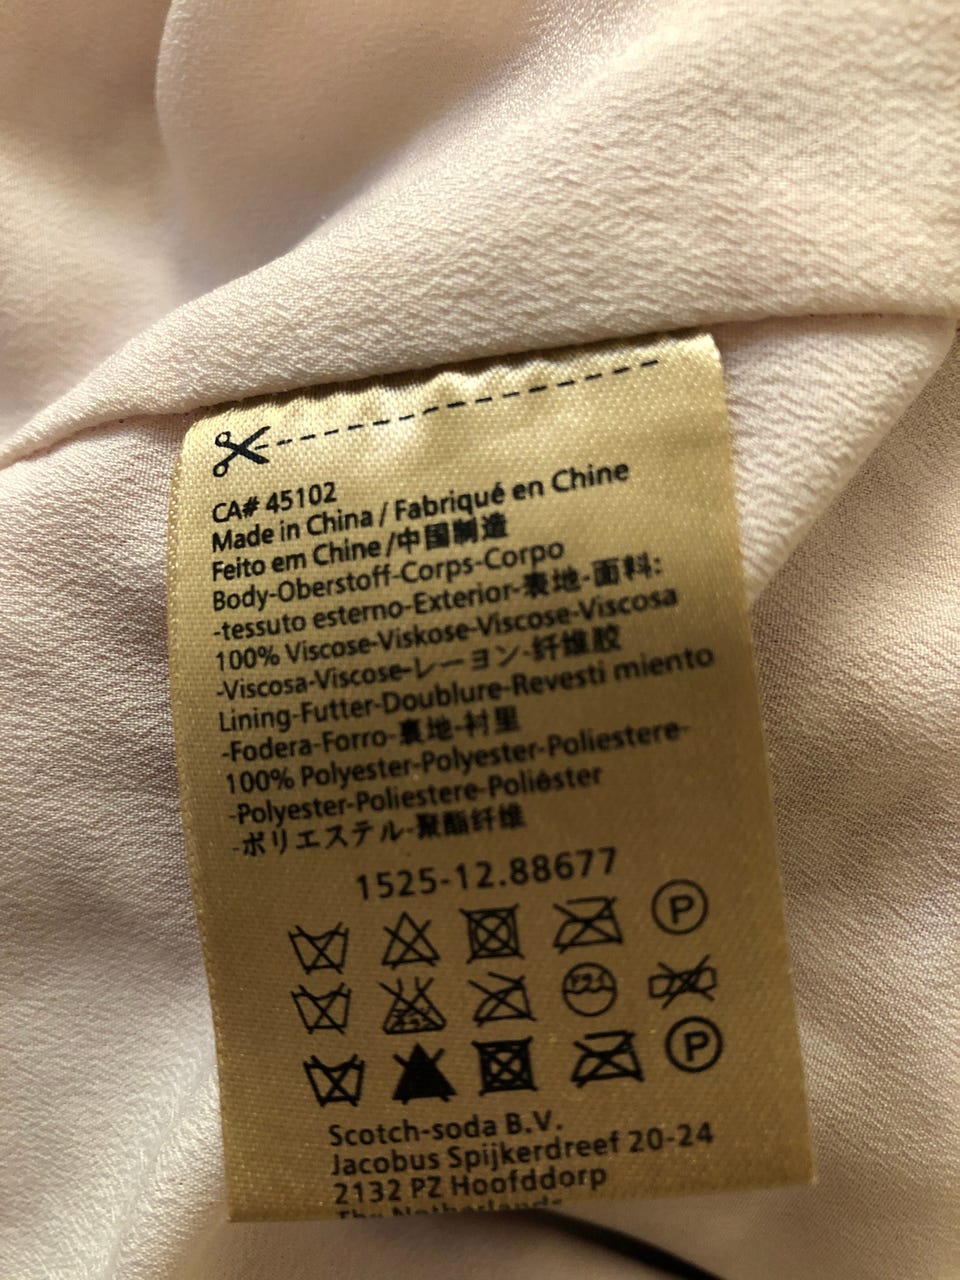 CA# 45102
Made in China / Fabriqué en Chine
Feito em Chine /中国制造
Body-Oberstoff-Corps-Corpo
-tessuto esterno-Exterior-表地-面料:
100% Viscose-Viskose-Viscose-Viscosa
-Viscosa-Viscose-レーヨン-纤维胶
Lining-Futter-Doublure-Revesti miento
-Fodera-Forro-裏地-衬里
100% Polyester-Polyester-Poliestere-
-Polyester-Poliestere-Poliéster
-ポリエステル-聚酯纤维
1525-12.88677
P
P
Scotch-soda B.V.
Jacobus Spijkerdreef 20-24
2132 PZ Hoofddorp
The Netherlands